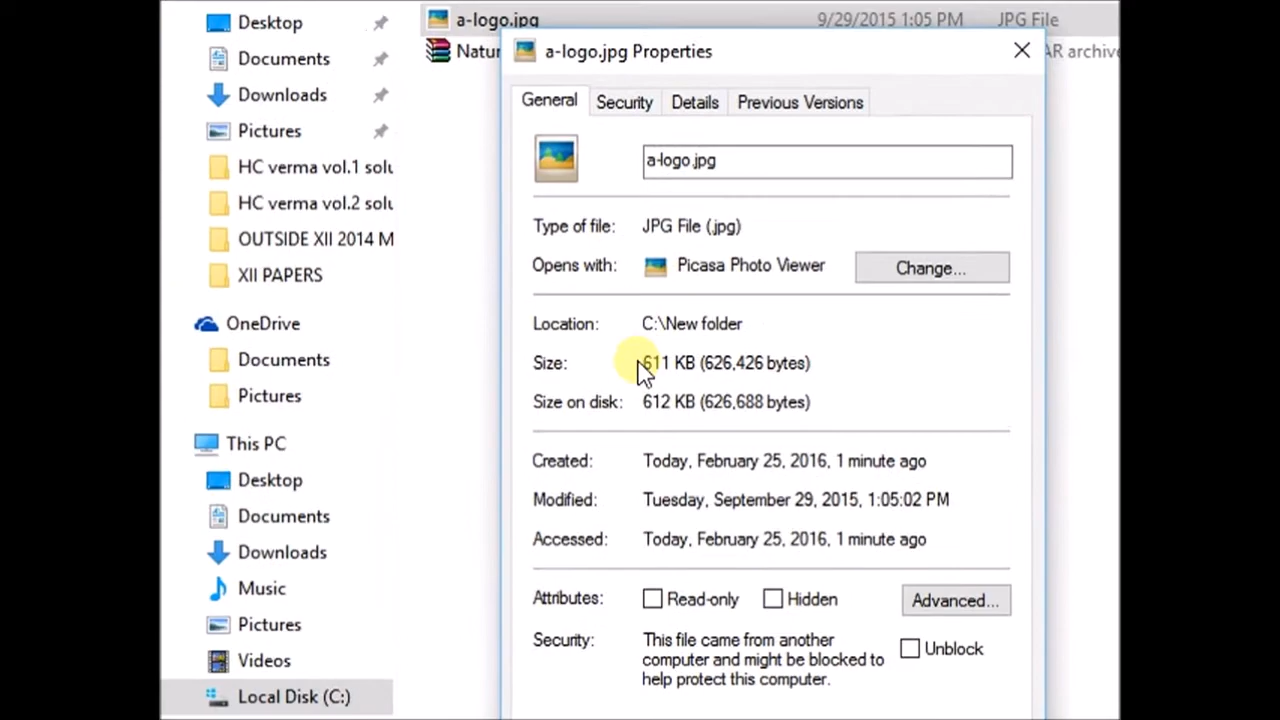 Desktop
Documents
Downloads
Pictures
HC verma vol.1 solu
HC verma vol.2 solu
OUTSIDE XII 2014 M
XII PAPERS
OneDrive
Documents
Pictures
This PC
Desktop
Documents
Downloads
Music
Pictures
Videos
Local Disk (C:)
a-logo.jpg 9/29/2015 1:05 PM JPG File
Natur AR archive
a-logo.jpg Properties
General Security Details Previous Versions
a-logo.jpg
Type of file: JPG File (.jpg)
Opens with: Picasa Photo Viewer Change...
Location: C:\New folder
Size: 611 KB (626,426 bytes)
Size on disk: 612 KB (626,688 bytes)
Created: Today, February 25, 2016, 1 minute ago
Modified: Tuesday, September 29, 2015, 1:05:02 PM
Accessed: Today, February 25, 2016, 1 minute ago
Attributes: Read-only Hidden Advanced...
Security: This file came from another
computer and might be blocked to
help protect this computer.
Unblock